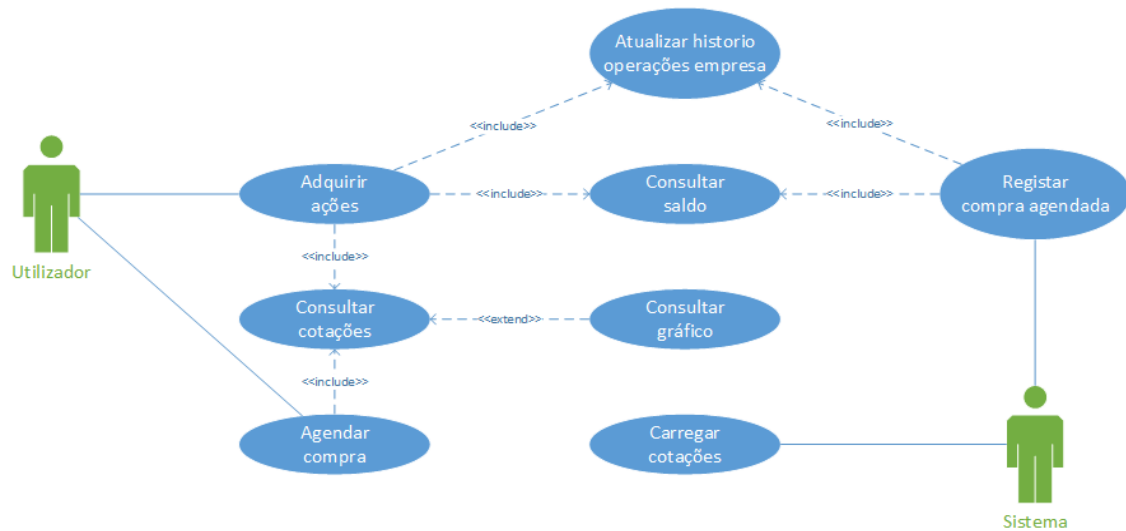 Atualizar historio
operações empresa
<<include>>
<<include>>
Adquirir
ações
<<include>>
Consultar
saldo
<<include>>
Registar
compra agendada
Utilizador
<<include>>
Consultar
cotações
<<extend>>
Consultar
gráfico
<<include>>
Agendar
compra
Carregar
cotações
Sistema